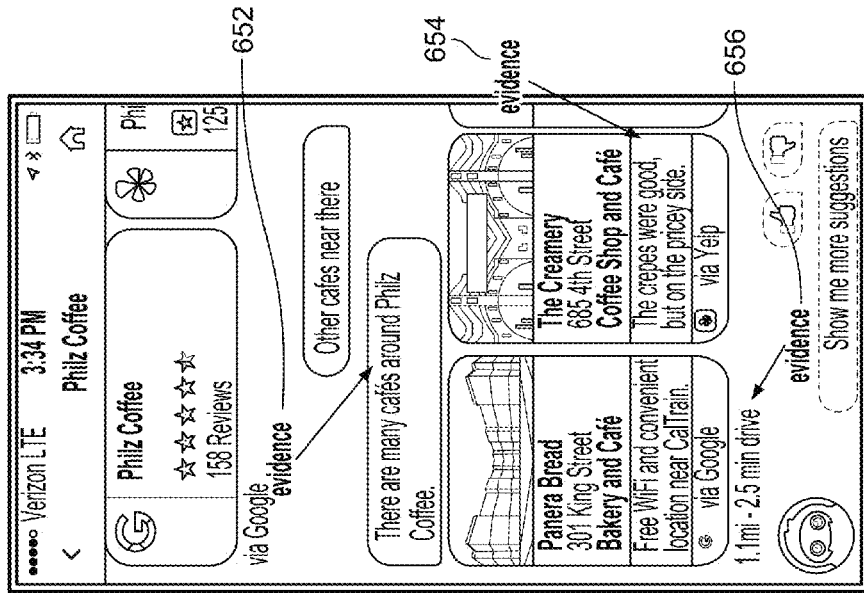 Verizon LTE 3:34 PM
Philz Coffee
Philz Coffee
158 Reviews
via Google
Phi
125
Other cafes near there
evidence
652
There are many cafes around Philz
Coffee.
Panera Bread
301 King Street
Bakery and Café
Free WiFi and convenient
location near CalTrain.
G via Google
The Creamery
685 4th Street
Coffee Shop and Café
The crepes were good,
but on the pricey side.
via Yelp
evidence
654
1.1mi - 2.5 min drive
evidence
656
Show me more suggestions